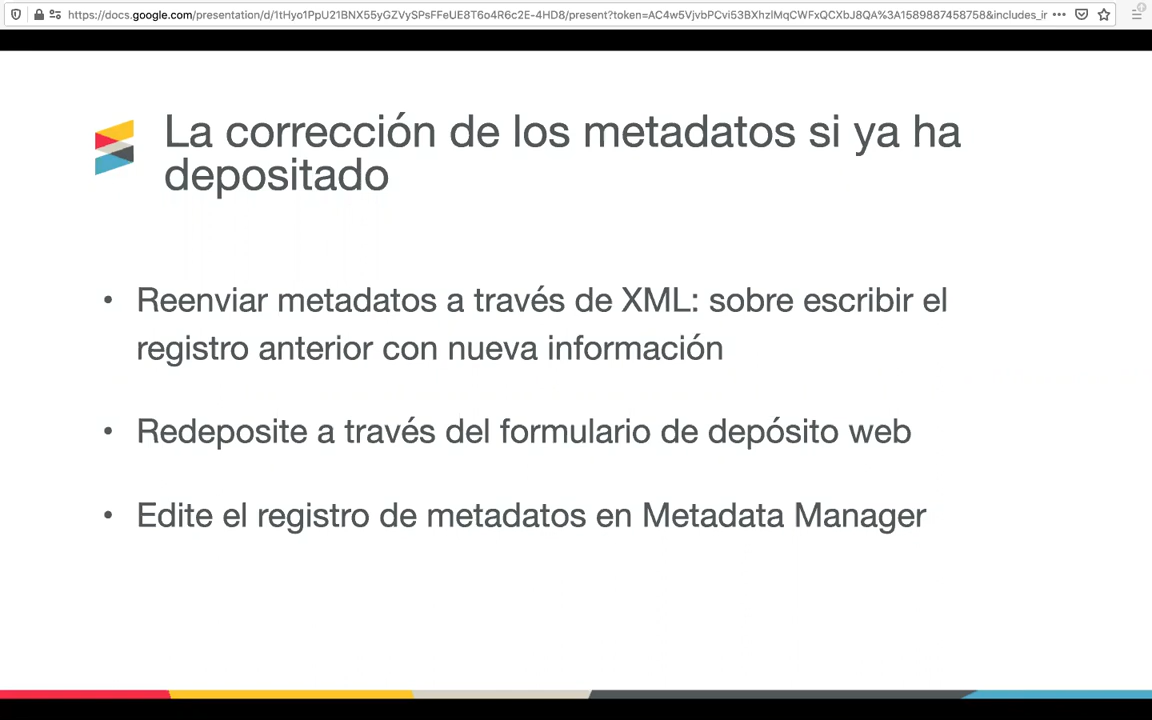 https://docs.google.com/presentation/d/1tHyo1PpU21BNX55yGZVySPsFFeUE8T6o4R6c2E-4HD8/present?token=AC4w5VjvbPCvi53BXhzlMqCWFxQCXbJ8QA%3A1589887458758&includes_ir
La corrección de los metadatos si ya ha
depositado
• Reenviar metadatos a través de XML: sobre escribir el
registro anterior con nueva información
• Redeposite a través del formulario de depósito web
• Edite el registro de metadatos en Metadata Manager